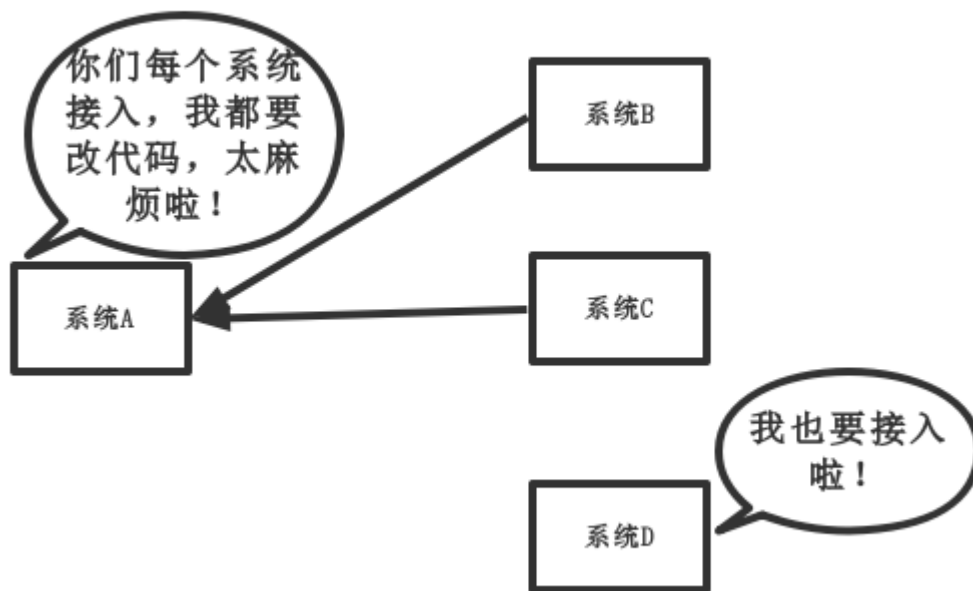 你们每个系统
接入，我都要
改代码，太麻
烦啦！
系统B
系统A
系统C
我也要接入
啦！
系统D